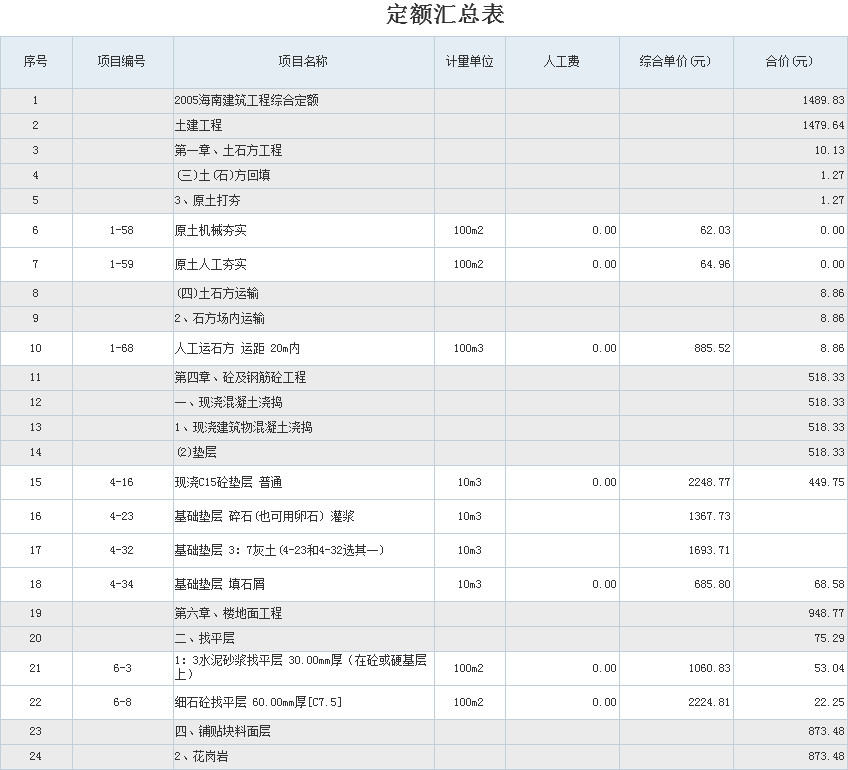 定额汇总表
序号 项目编号 项目名称 计量单位 人工费 综合单价(元) 合价(元)
1 2005海南建筑工程综合定额 1489.83
2 土建工程 1479.64
3 第一章、土石方工程 10.13
4 (三)土(石)方回填 1.27
5 3、原土打夯 1.27
6 1-58 原土机械夯实 100m2 0.00 62.03 0.00
7 1-59 原土人工夯实 100m2 0.00 64.96 0.00
8 (四)土石方运输 8.86
9 2、石方场内运输 8.86
10 1-68 人工运石方 运距 20m内 100m3 0.00 885.52 8.86
11 第四章、砼及钢筋砼工程 518.33
12 一、现浇混凝土浇捣 518.33
13 1、现浇建筑物混凝土浇捣 518.33
14 (2)垫层 518.33
15 4-16 现浇C15砼垫层 普通 10m3 0.00 2248.77 449.75
16 4-23 基础垫层 碎石(也可用卵石) 灌浆 10m3 1367.73
17 4-32 基础垫层 3：7灰土(4-23和4-32选其一) 10m3 1693.71
18 4-34 基础垫层 填石屑 10m3 0.00 685.80 68.58
19 第六章、楼地面工程 948.77
20 二、找平层 75.29
21 6-3 1：3水泥砂浆找平层 30.00mm厚（在砼或硬基层 100m2 0.00 1060.83 53.04
上）
22 6-8 细石砼找平层 60.00mm厚[C7.5] 100m2 0.00 2224.81 22.25
23 四、铺贴块料面层 873.48
24 2、花岗岩 873.48